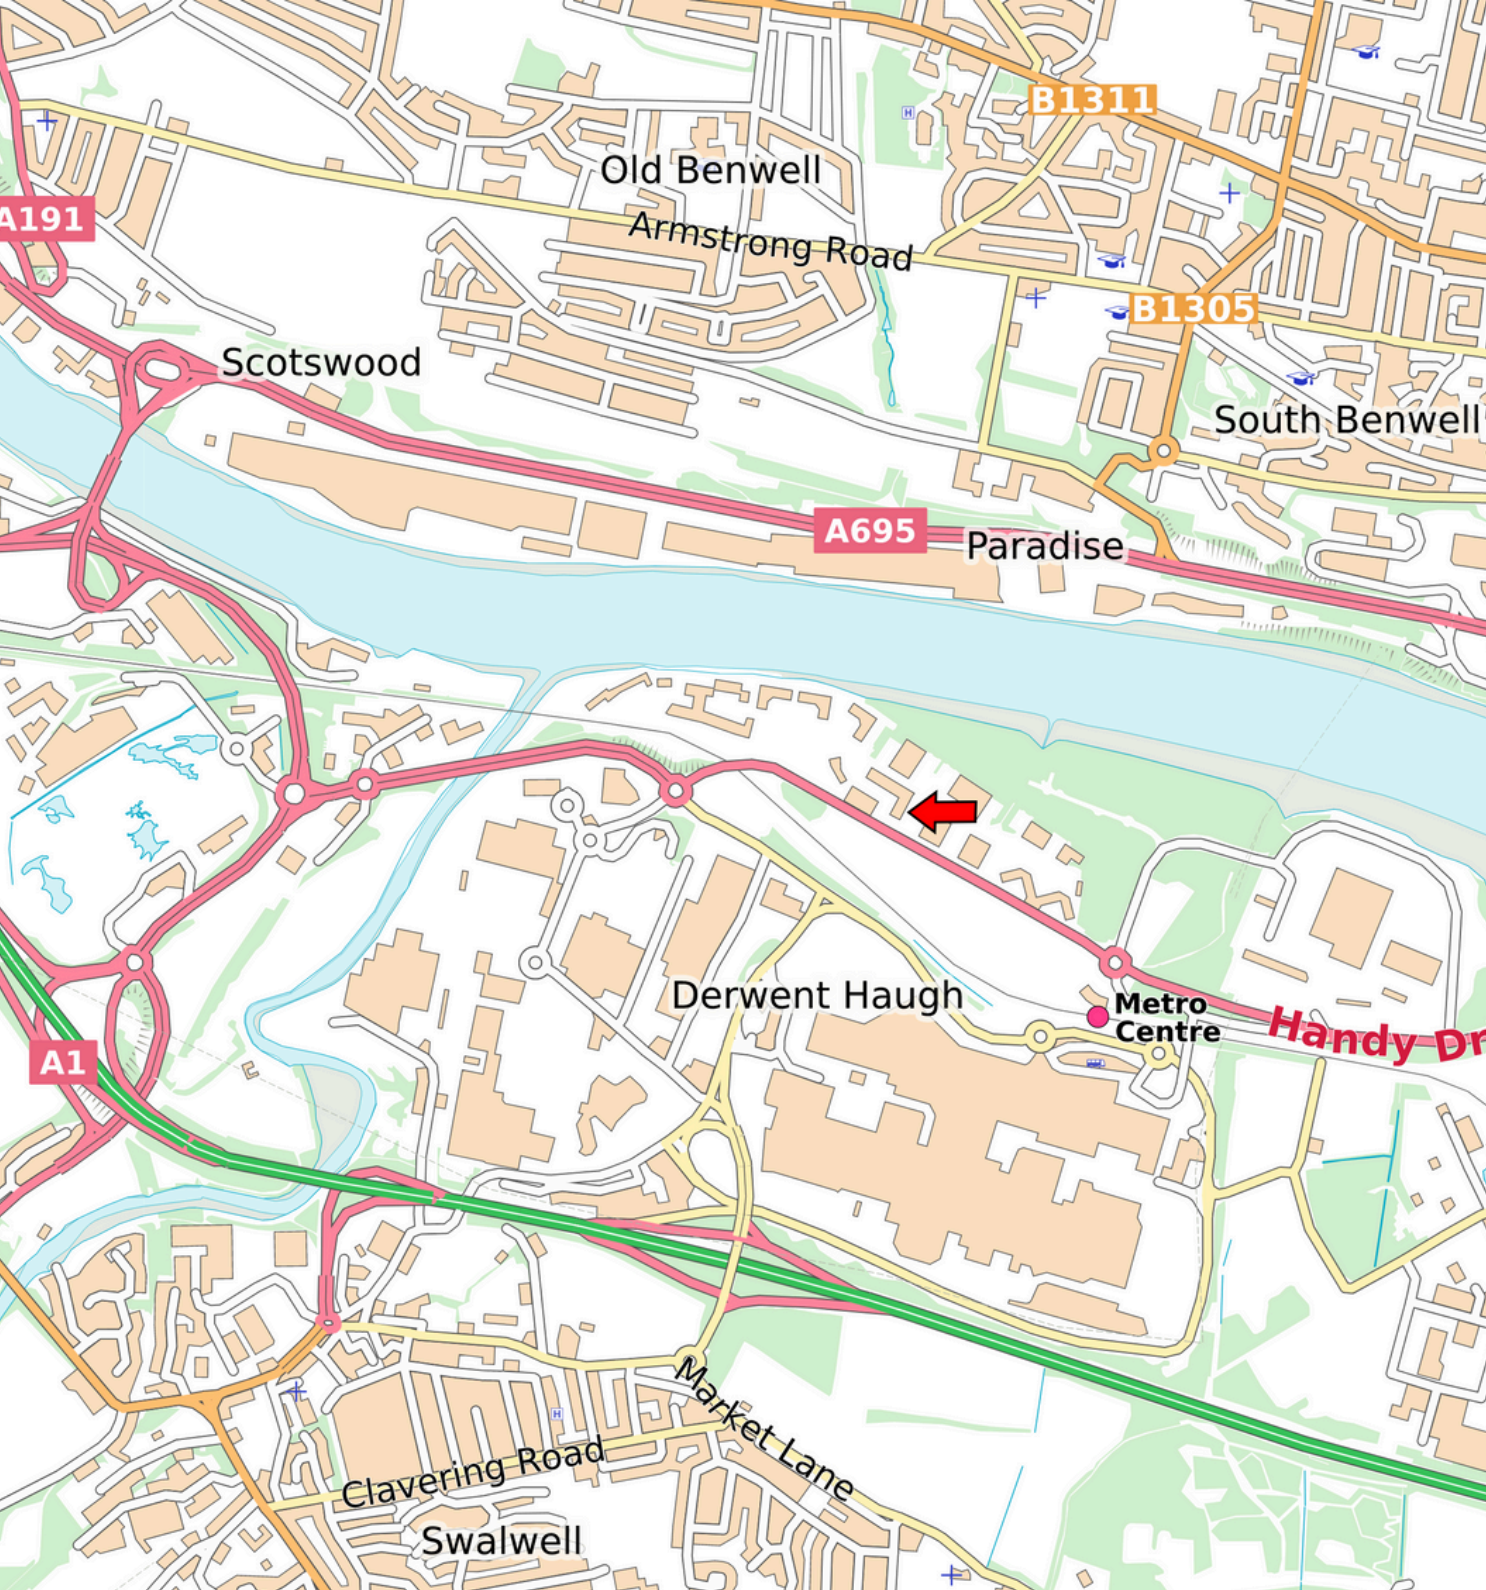 B1311
Old Benwell
A191
Armstrong Road
B1305
Scotswood
South Benwell
A695
Paradise
Derwent Haugh
Metro
Centre
Handy Dr
A1
Market Lane
Clavering Road
Swalwell
H
H